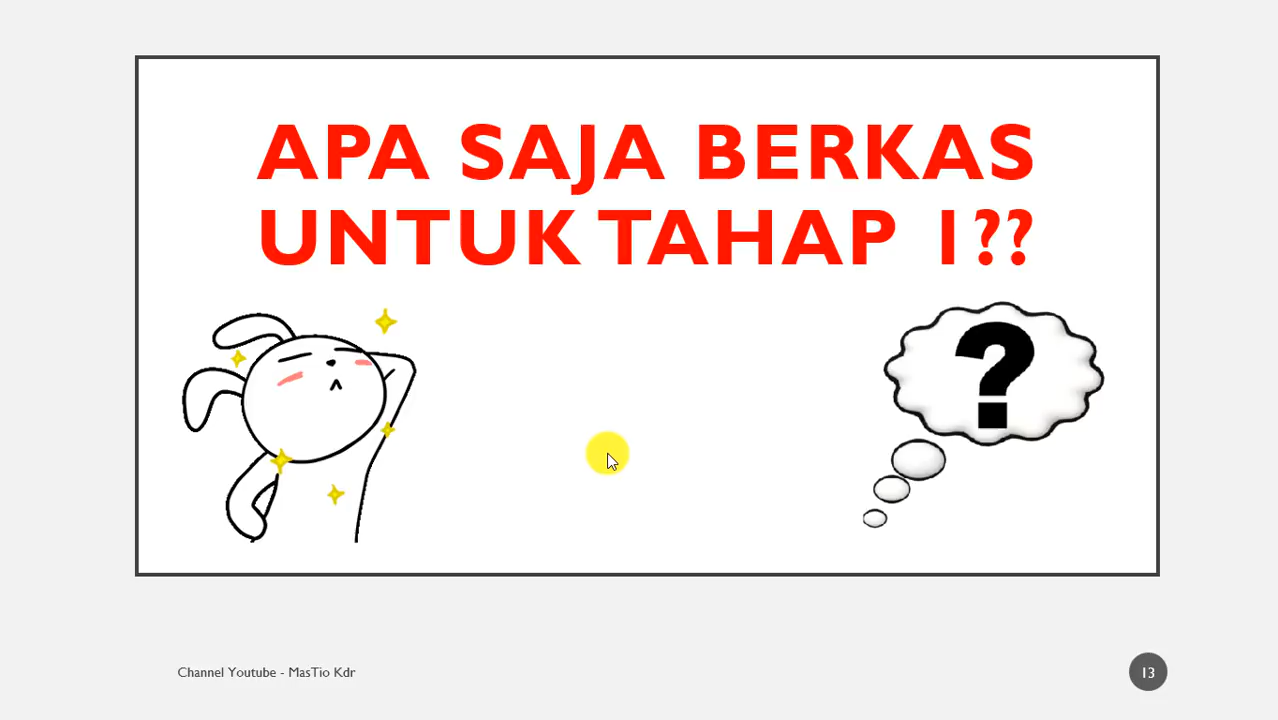 APA SAJA BERKAS
UNTUK TAHAP 1??
?
Channel Youtube - MasTio Kdr
13